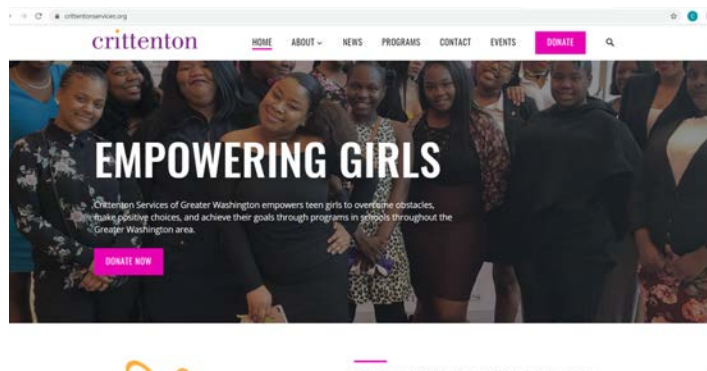 crittentonservices.org
crittenton
HOME ABOUT NEWS PROGRAMS CONTACT EVENTS DONATE
EMPOWERING GIRLS
Crittenton Services of Greater Washington empowers teen girls to overcome obstacles,
make positive choices, and achieve their goals through programs in schools throughout the
Greater Washington area.
DONATE NOW